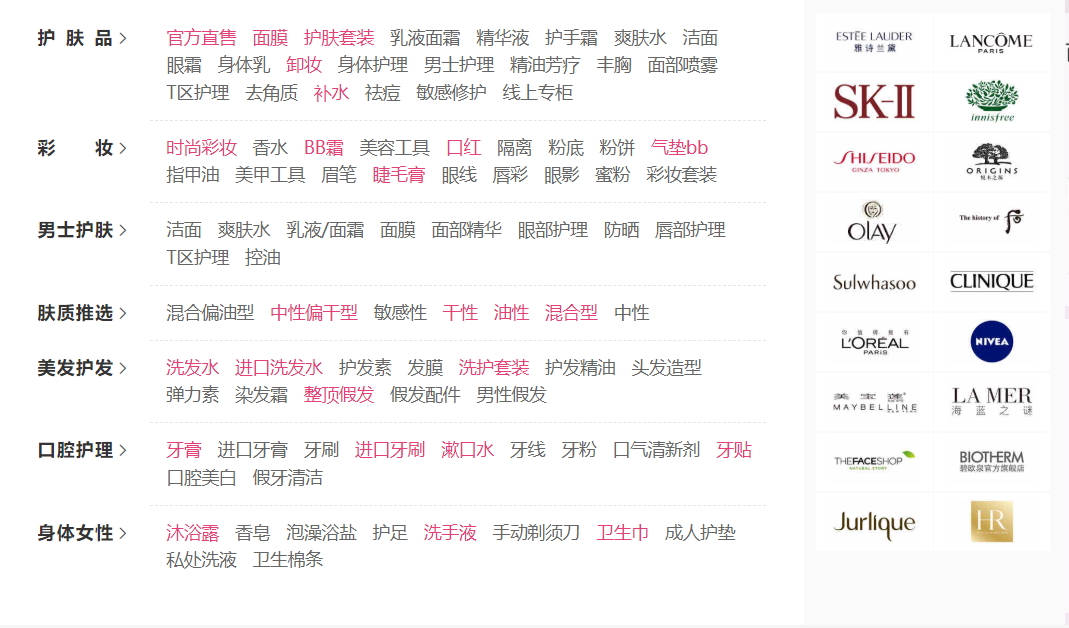 护 肤 品 官方直售 面膜 护肤套装 乳液面霜 精华液 护手霜 爽肤水 洁面
眼霜 身体乳 卸妆 身体护理 男士护理 精油芳疗 丰胸 面部喷雾
T区护理 去角质 补水 祛痘 敏感修护 线上专柜
彩 妆 时尚彩妆 香水 BB霜 美容工具 口红 隔离 粉底 粉饼 气垫bb
指甲油 美甲工具 眉笔 睫毛膏 眼线 唇彩 眼影 蜜粉 彩妆套装
男士护肤 洁面 爽肤水 乳液/面霜 面膜 面部精华 眼部护理 防晒 唇部护理
T区护理 控油
肤质推选 混合偏油型 中性偏干型 敏感性 干性 油性 混合型 中性
美发护发 洗发水 进口洗发水 护发素 发膜 洗护套装 护发精油 头发造型
弹力素 染发霜 整顶假发 假发配件 男性假发
口腔护理 牙膏 进口牙膏 牙刷 进口牙刷 漱口水 牙线 牙粉 口气清新剂 牙贴
口腔美白 假牙清洁
身体女性 沐浴露 香皂 泡澡浴盐 护足 洗手液 手动剃须刀 卫生巾 成人护垫
私处洗液 卫生棉条
ESTĒE LAUDER
雅诗兰黛
LANCÔME
PARIS
SK-II
innisfree
SHISEIDO
GINZA TOKYO
ORIGINS
悦木之源
OLAY
The history of 后
Sulwhasoo
CLINIQUE
你值得拥有
L'ORÉAL
PARIS
NIVEA
美宝莲
MAYBELLINE
LA MER
海蓝之谜
THEFACESHOP
NATURAL STORY
BIOTHERM
碧欧泉官方旗舰店
Jurlique
HR